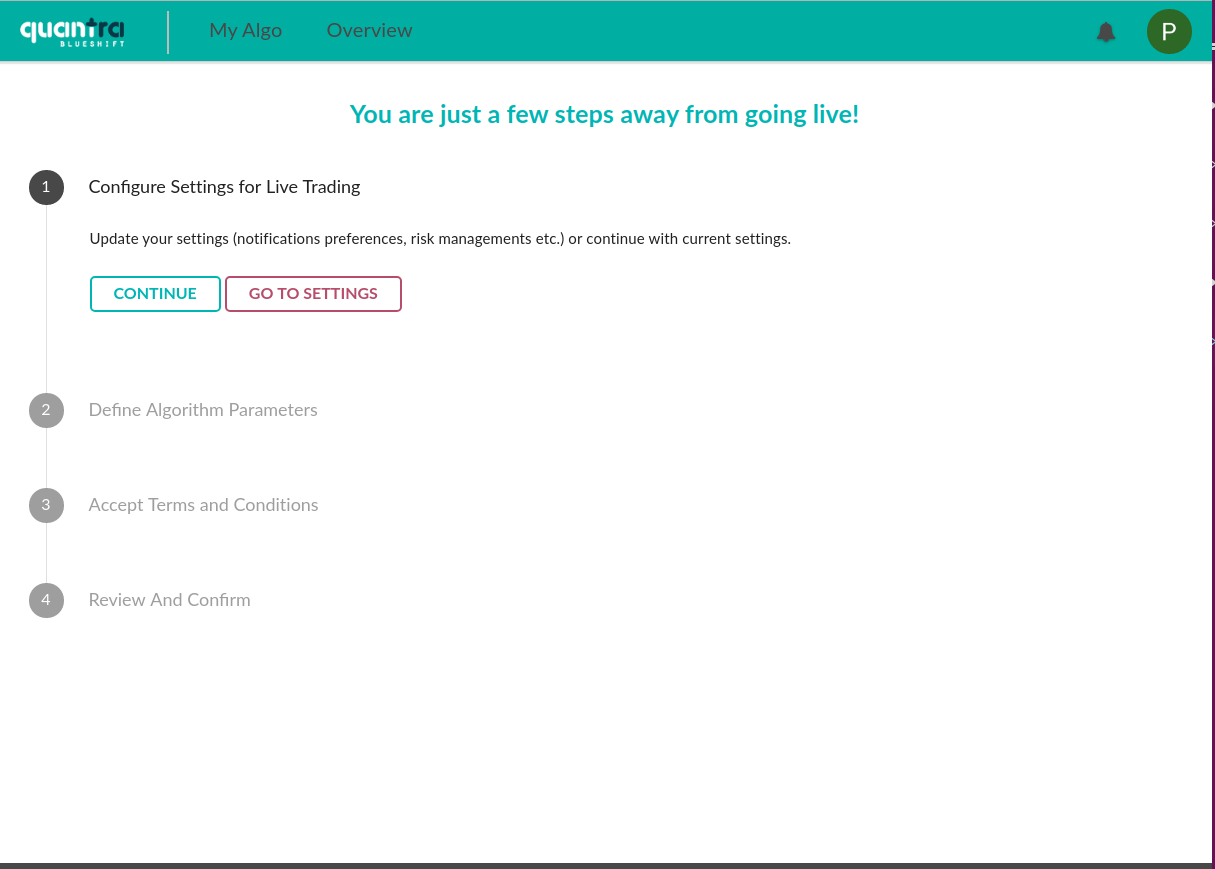 quantra
BLUESHIFT
My Algo
Overview
P
You are just a few steps away from going live!
1
Configure Settings for Live Trading
Update your settings (notifications preferences, risk managements etc.) or continue with current settings.
CONTINUE
GO TO SETTINGS
2
Define Algorithm Parameters
3
Accept Terms and Conditions
4
Review And Confirm